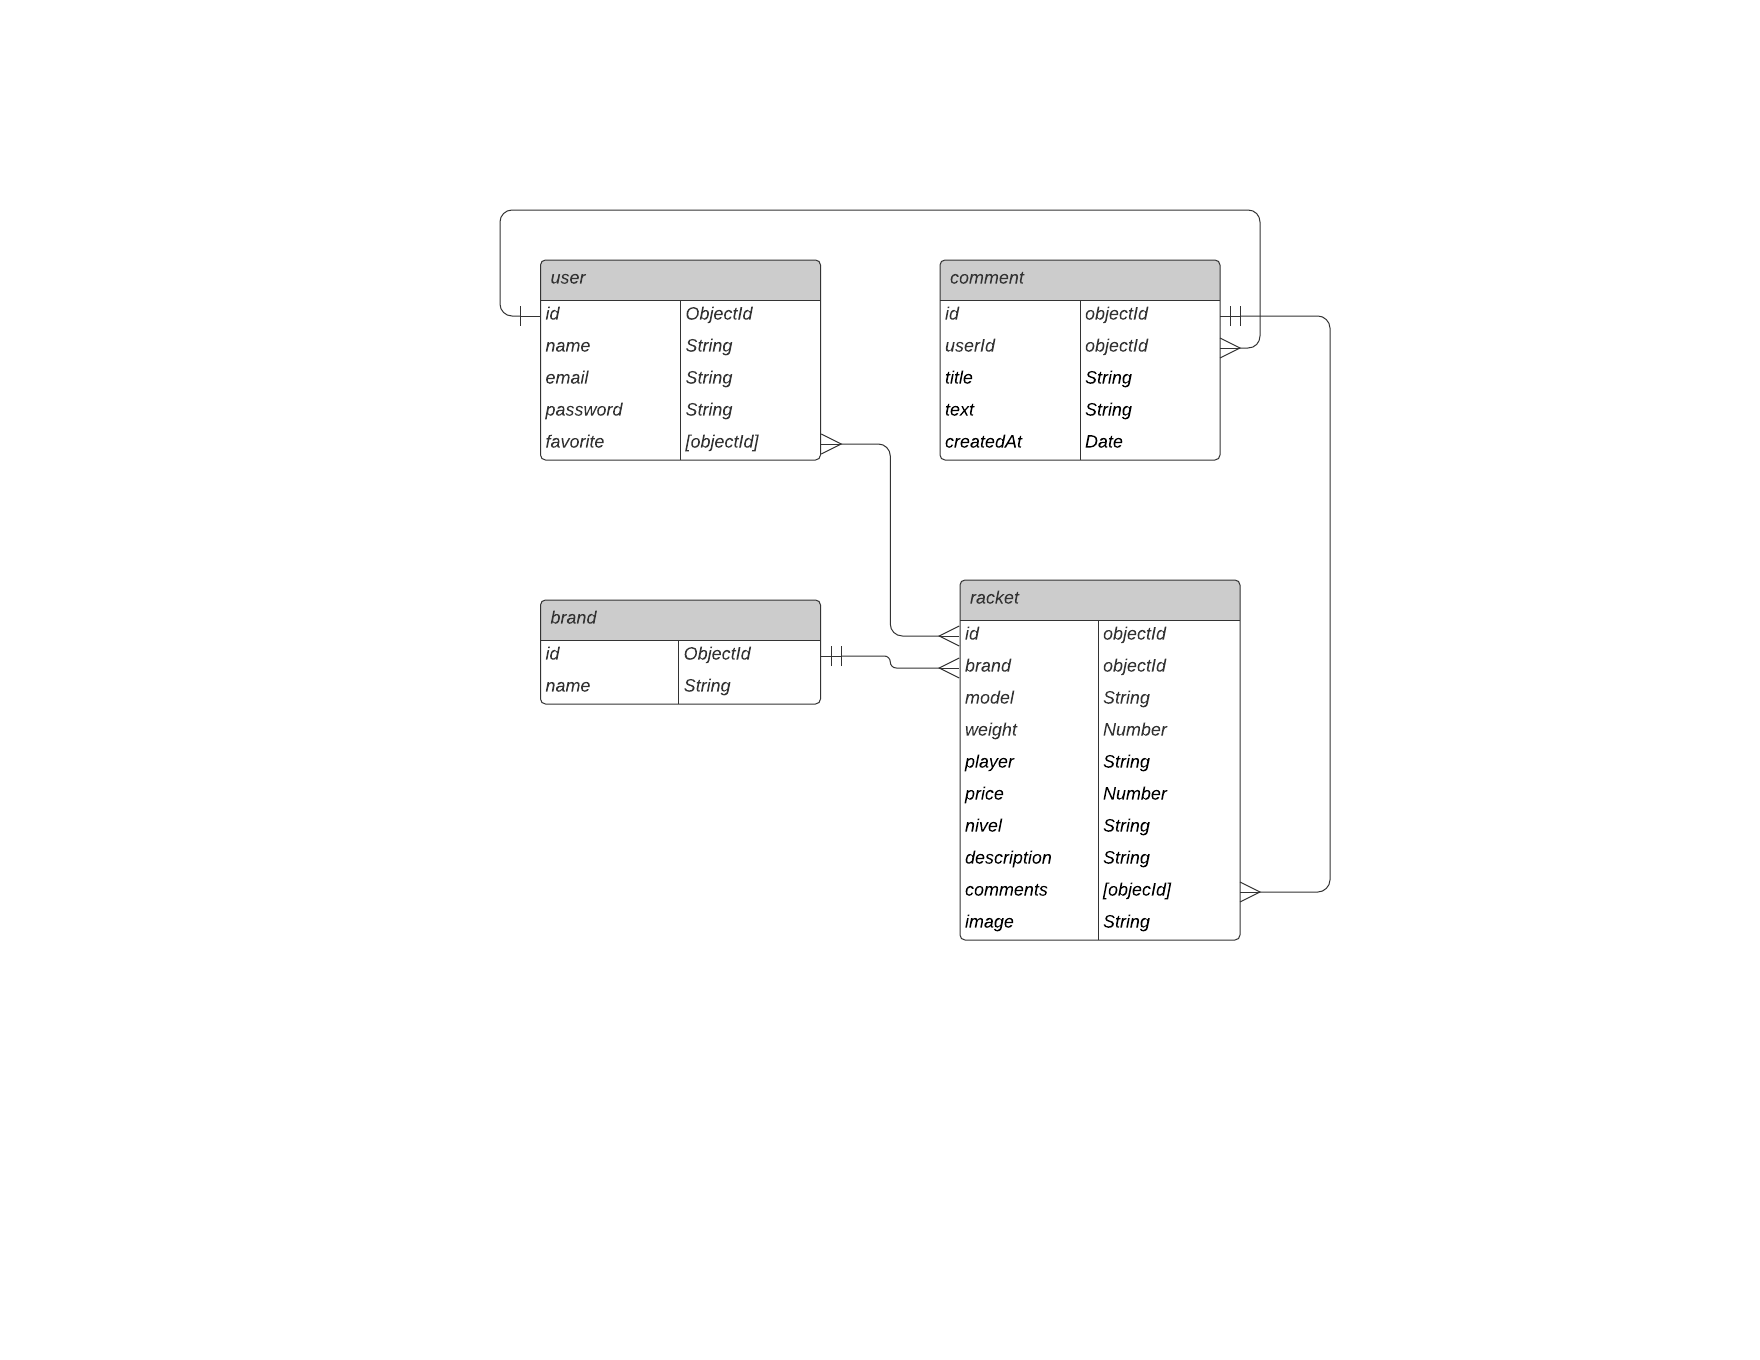 user
id ObjectId
name String
email String
password String
favorite [objectId]
comment
id objectId
userId objectId
title String
text String
createdAt Date
brand
id ObjectId
name String
racket
id objectId
brand objectId
model String
weight Number
player String
price Number
nivel String
description String
comments [objecId]
image String